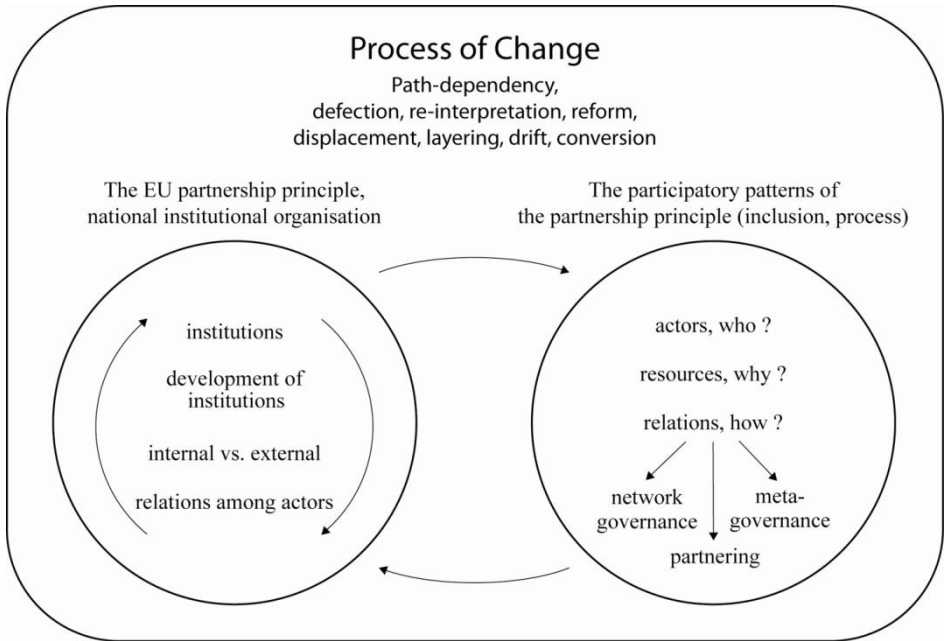 Process of Change
Path-dependency,
defection, re-interpretation, reform,
displacement, layering, drift, conversion
The EU partnership principle,
national institutional organisation
institutions
development of
institutions
internal vs. external
relations among actors
The participatory patterns of
the partnership principle (inclusion, process)
actors, who ?
resources, why ?
relations, how ?
network
governance
meta-
governance
partnering